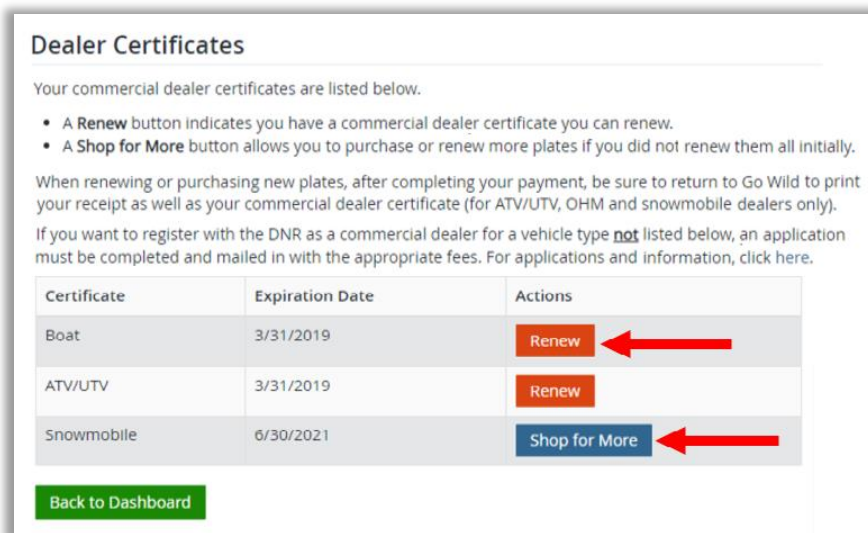 Dealer Certificates
Your commercial dealer certificates are listed below.
• A Renew button indicates you have a commercial dealer certificate you can renew.
• A Shop for More button allows you to purchase or renew more plates if you did not renew them all initially.
When renewing or purchasing new plates, after completing your payment, be sure to return to Go Wild to print
your receipt as well as your commercial dealer certificate (for ATV/UTV, OHM and snowmobile dealers only).
If you want to register with the DNR as a commercial dealer for a vehicle type not listed below, an application
must be completed and mailed in with the appropriate fees. For applications and information, click here.
Certificate Expiration Date Actions
Boat 3/31/2019 Renew
ATV/UTV 3/31/2019 Renew
Snowmobile 6/30/2021 Shop for More
Back to Dashboard